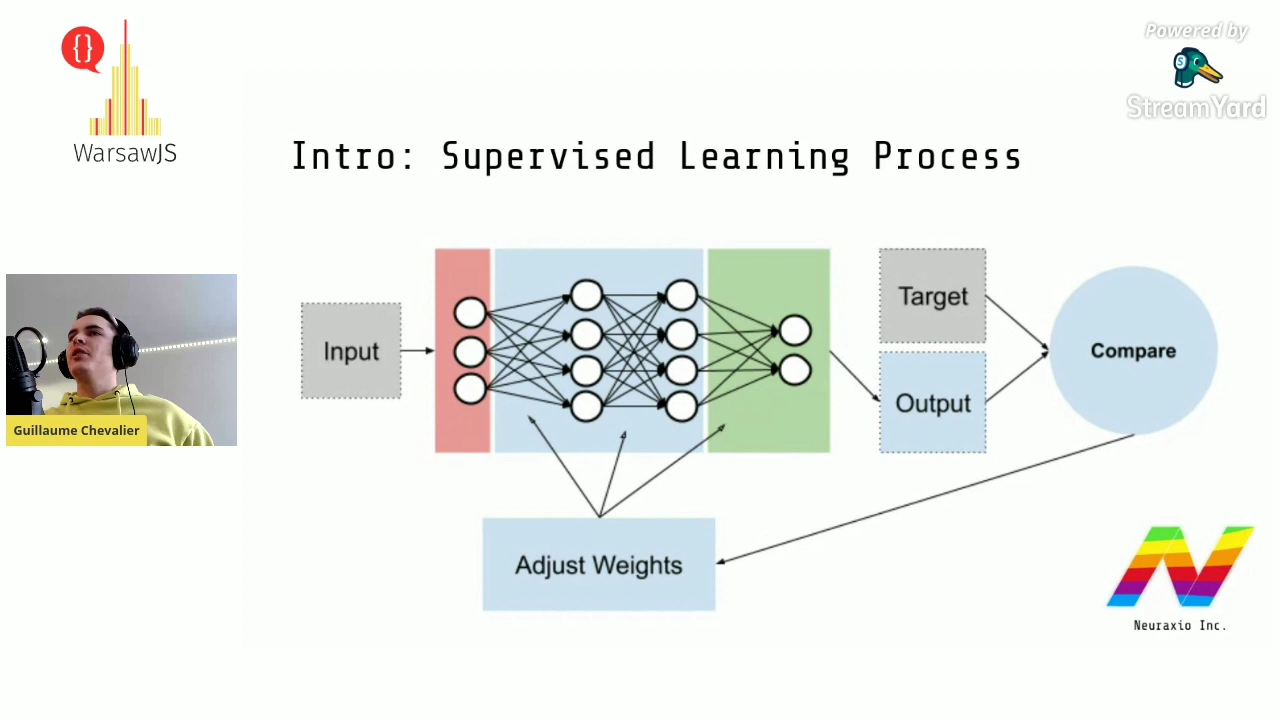 {}
WarsawJS
Powered by
S
StreamYard
Intro: Supervised Learning Process
Input
Target
Output
Compare
Adjust Weights
Guillaume Chevalier
Neuraxio Inc.